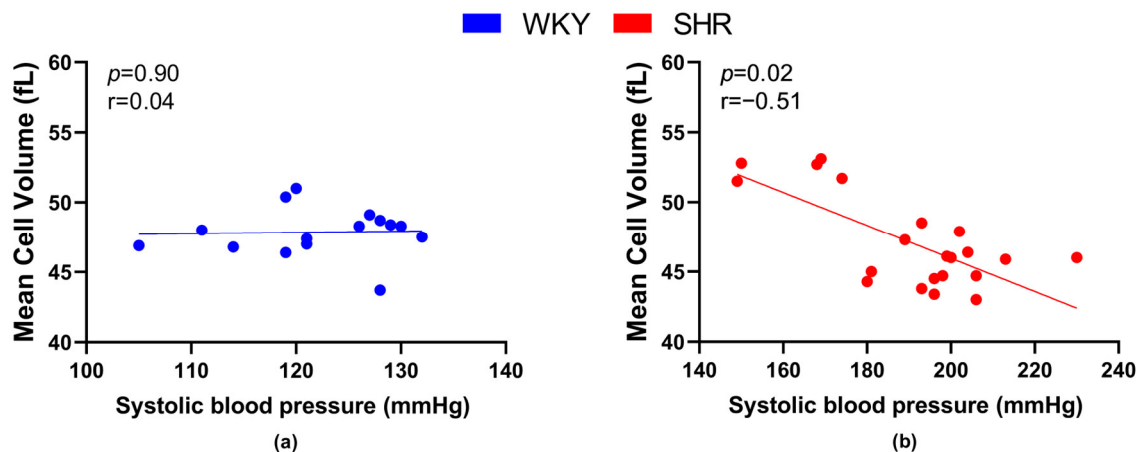 WKY SHR
p=0.90
r=0.04
Mean Cell Volume (fL)
60
55
50
45
40
100 110 120 130 140
Systolic blood pressure (mmHg)
(a)
p=0.02
r=−0.51
Mean Cell Volume (fL)
60
55
50
45
40
140 160 180 200 220 240
Systolic blood pressure (mmHg)
(b)